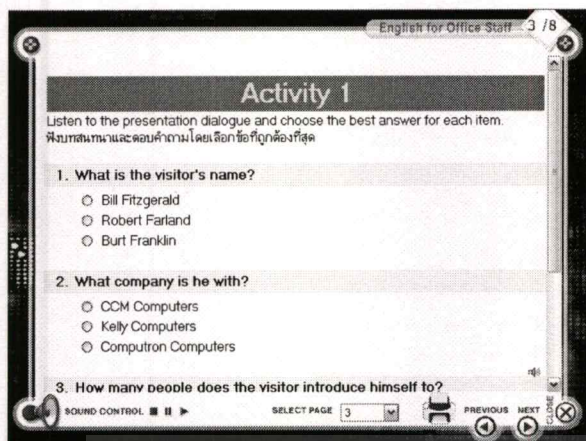 English for Office Staff 3 /8
Activity 1
Listen to the presentation dialogue and choose the best answer for each item.
ฟังบทสนทนาและตอบคำถามโดยเลือกข้อที่ถูกต้องที่สุด
1. What is the visitor's name?
Bill Fitzgerald
Robert Farland
Burt Franklin
2. What company is he with?
CCM Computers
Kelly Computers
Computron Computers
3. How many people does the visitor introduce himself to?
SOUND CONTROL
SELECT PAGE 3
PREVIOUS NEXT
CLOSE